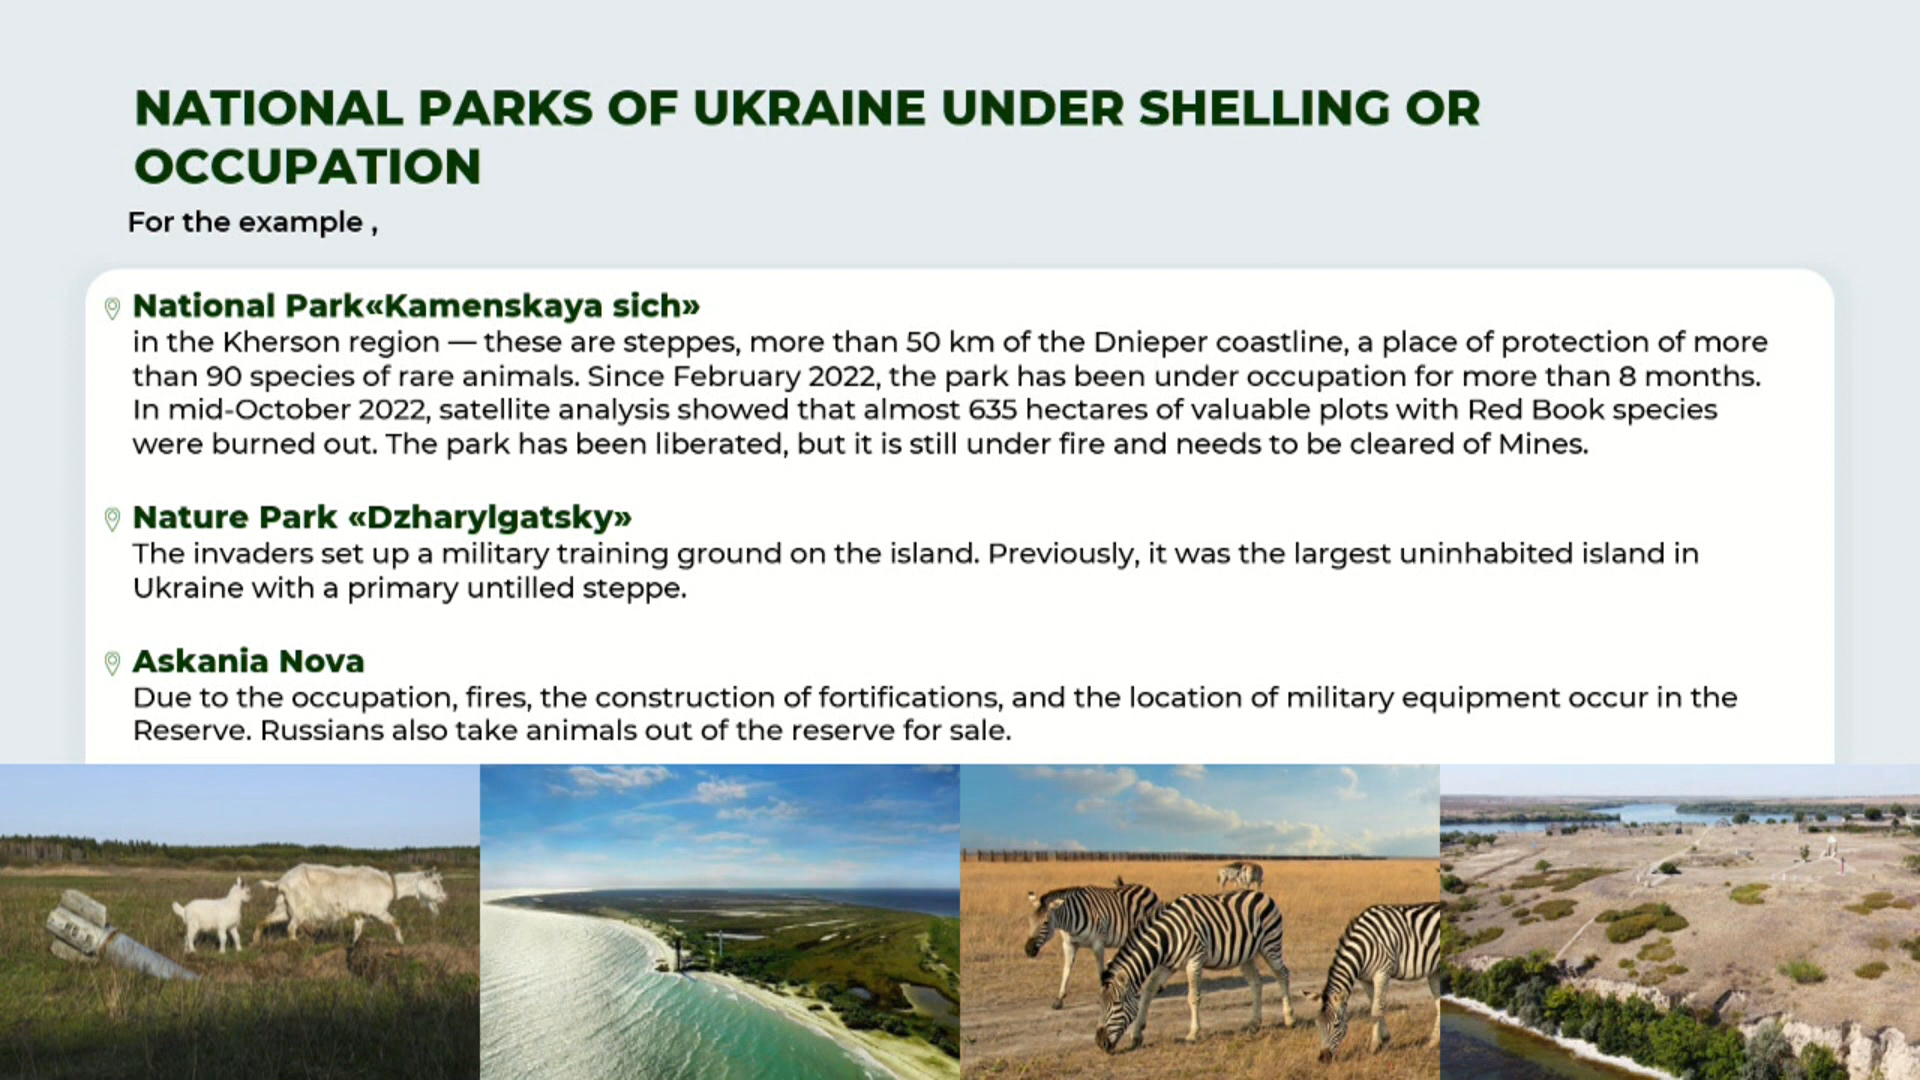 NATIONAL PARKS OF UKRAINE UNDER SHELLING OR
OCCUPATION
For the example ,
National Park«Kamenskaya sich»
in the Kherson region — these are steppes, more than 50 km of the Dnieper coastline, a place of protection of more
than 90 species of rare animals. Since February 2022, the park has been under occupation for more than 8 months.
In mid-October 2022, satellite analysis showed that almost 635 hectares of valuable plots with Red Book species
were burned out. The park has been liberated, but it is still under fire and needs to be cleared of Mines.
Nature Park «Dzharylgatsky»
The invaders set up a military training ground on the island. Previously, it was the largest uninhabited island in
Ukraine with a primary untilled steppe.
Askania Nova
Due to the occupation, fires, the construction of fortifications, and the location of military equipment occur in the
Reserve. Russians also take animals out of the reserve for sale.